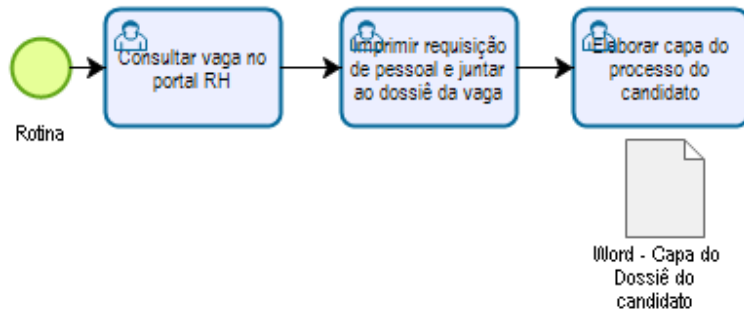 Consultar vaga no
portal RH
Imprimir requisição
de pessoal e juntar
ao dossiê da vaga
Elaborar capa do
processo do
candidato
Rotina
Word - Capa do
Dossiê do
candidato